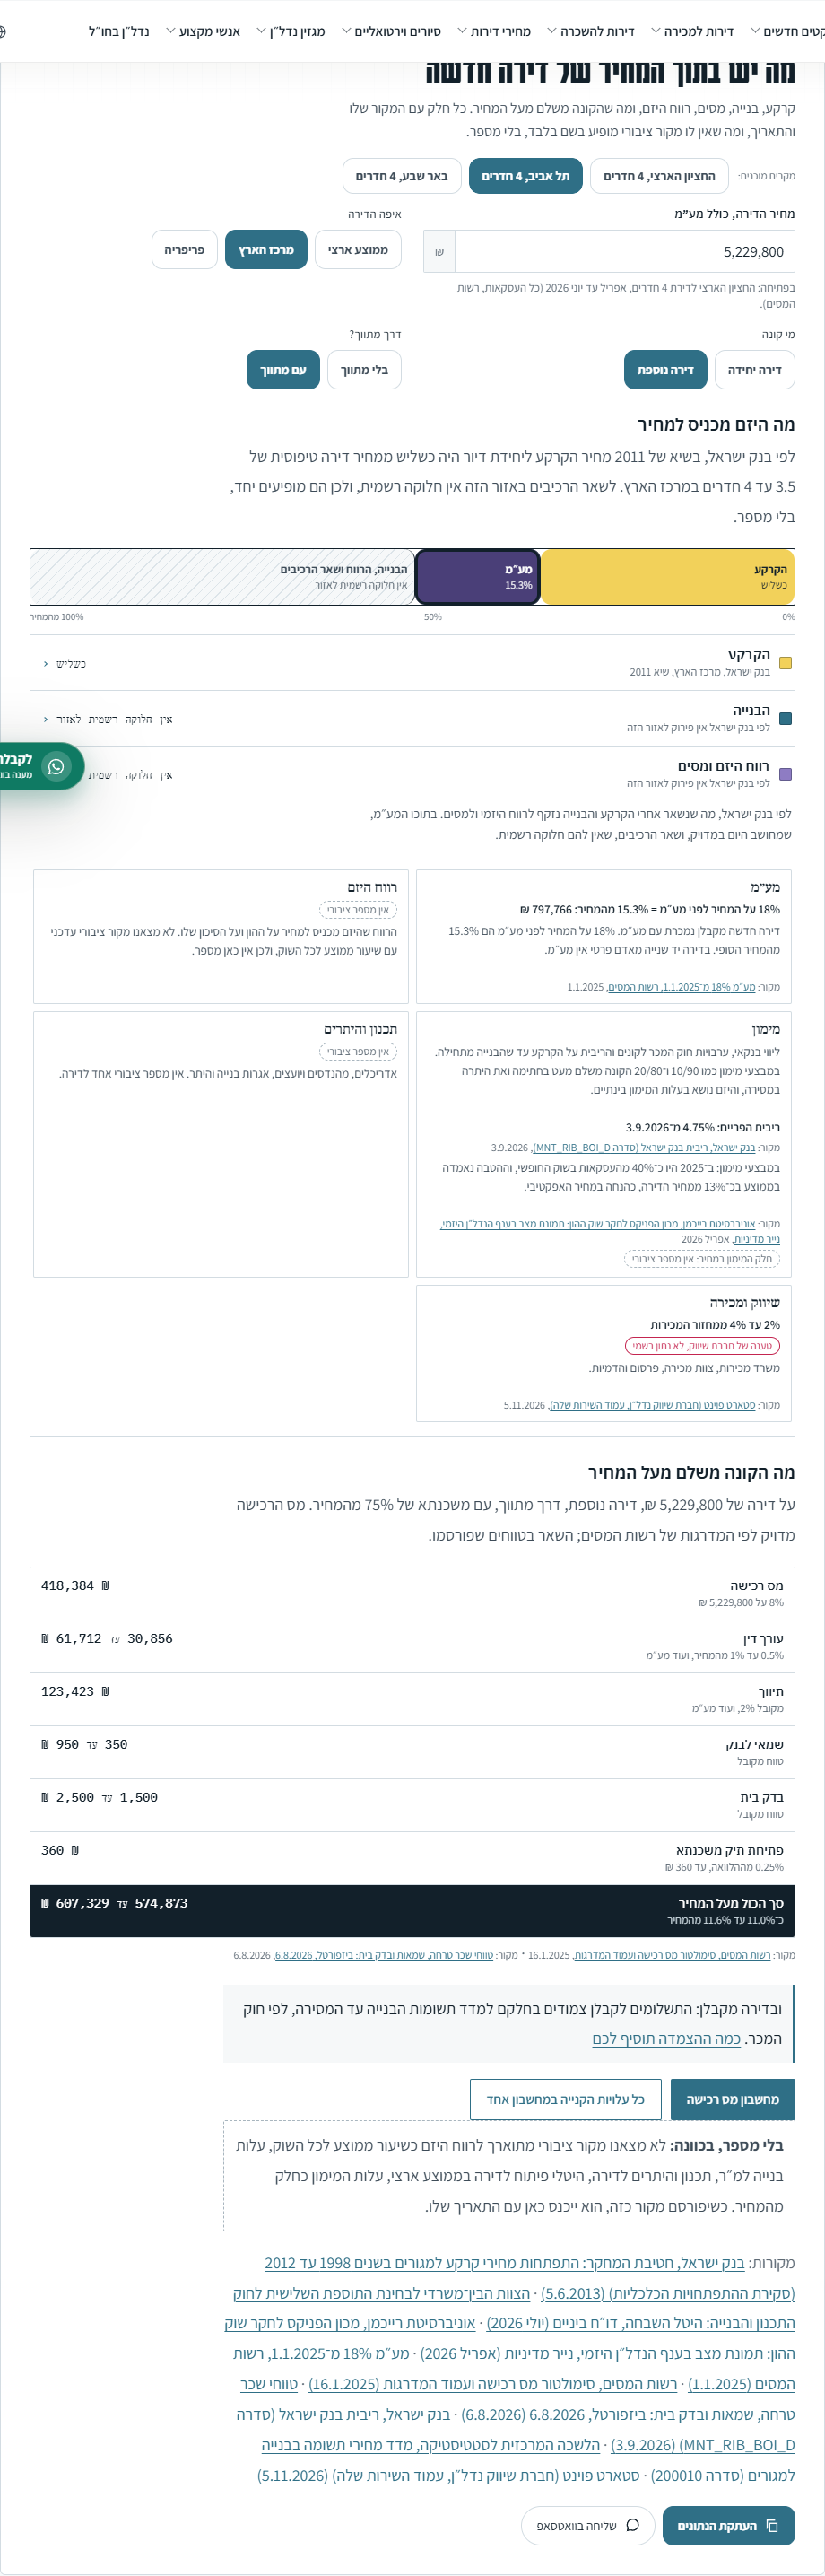 קטים חדשים דירות למכירה דירות להשכרה מחירי דירות סיורים וירטואליים מגזין נדל״ן אנשי מקצוע נדל״ן בחו״ל
מה יש בתוך המחיר של דירה חדשה
קרקע, בנייה, מסים, רווח היזם, ומה שהקונה משלם מעל המחיר. כל חלק עם המקור שלו
והתאריך, ומה שאין לו מקור ציבורי מופיע בשם בלבד, בלי מספר.
מקרים מוכנים: החציון הארצי, 4 חדרים תל אביב, 4 חדרים באר שבע, 4 חדרים
מחיר הדירה, כולל מע״מ
5,229,800 ₪
בפתיחה: החציון הארצי לדירת 4 חדרים, אפריל עד יוני 2026 (כל העסקאות, רשות
המסים).
איפה הדירה
ממוצע ארצי מרכז הארץ פריפריה
מי קונה
דירה יחידה דירה נוספת
דרך מתווך?
בלי מתווך עם מתווך
מה היזם מכניס למחיר
לפי בנק ישראל, בשיא של 2011 מחיר הקרקע ליחידת דיור היה כשליש ממחיר דירה טיפוסית של
3.5 עד 4 חדרים במרכז הארץ. לשאר הרכיבים באזור הזה אין חלוקה רשמית, ולכן הם מופיעים יחד,
בלי מספר.
הקרקע
כשליש
מע״מ
15.3%
הבנייה, הרווח ושאר הרכיבים
אין חלוקה רשמית לאזור
0% 50% 100% מהמחיר
הקרקע
בנק ישראל, מרכז הארץ, שיא 2011
כשליש ‹
הבנייה
לפי בנק ישראל אין פירוק לאזור הזה
אין חלוקה רשמית לאזור ‹
רווח היזם ומסים
לפי בנק ישראל אין פירוק לאזור הזה
אין חלוקה רשמית
לקבלת
מענה בוו
לפי בנק ישראל, מה שנשאר אחרי הקרקע והבנייה נזקף לרווח היזמי ולמסים. בתוכו המע״מ,
שמחושב היום במדויק, ושאר הרכיבים, שאין להם חלוקה רשמית.
מע״מ
18% על המחיר לפני מע״מ = 15.3% מהמחיר: 797,766 ₪
דירה חדשה מקבלן נמכרת עם מע״מ. 18% על המחיר לפני מע״מ הם 15.3%
מהמחיר הסופי. בדירה יד שנייה מאדם פרטי אין מע״מ.
מקור: מע״מ 18% מ־1.1.2025, רשות המסים, 1.1.2025
רווח היזם
אין מספר ציבורי
הרווח שהיזם מכניס למחיר על ההון ועל הסיכון שלו. לא מצאנו מקור ציבורי עדכני
עם שיעור ממוצע לכל השוק, ולכן אין כאן מספר.
מימון
ליווי בנקאי, ערבויות חוק המכר לקונים והריבית על הקרקע עד שהבנייה מתחילה.
במבצעי מימון כמו 10/90 ו־20/80 הקונה משלם מעט בחתימה ואת היתרה
במסירה, והיזם נושא בעלות המימון בינתיים.
ריבית הפריים: 4.75% מ־3.9.2026
מקור: בנק ישראל, ריבית בנק ישראל (סדרה MNT_RIB_BOI_D), 3.9.2026
במבצעי מימון: ב־2025 היו כ־40% מהעסקאות בשוק החופשי, וההטבה נאמדה
בממוצע בכ־13% ממחיר הדירה, כהנחה במחיר האפקטיבי.
מקור: אוניברסיטת רייכמן, מכון הפניקס לחקר שוק ההון: תמונת מצב בענף הנדל״ן היזמי,
נייר מדיניות, אפריל 2026
חלק המימון במחיר: אין מספר ציבורי
תכנון והיתרים
אין מספר ציבורי
אדריכלים, מהנדסים ויועצים, אגרות בנייה והיתר. אין מספר ציבורי אחד לדירה.
שיווק ומכירה
2% עד 4% ממחזור המכירות
טענה של חברת שיווק, לא נתון רשמי
משרד מכירות, צוות מכירה, פרסום והדמיות.
מקור: סטארט פוינט (חברת שיווק נדל״ן, עמוד השירות שלה), 5.11.2026
מה הקונה משלם מעל המחיר
על דירה של 5,229,800 ₪, דירה נוספת, דרך מתווך, עם משכנתא של 75% מהמחיר. מס הרכישה
מדויק לפי המדרגות של רשות המסים; השאר בטווחים שפורסמו.
מס רכישה
8% על 5,229,800 ₪
418,384 ₪
עורך דין
0.5% עד 1% מהמחיר, ועוד מע״מ
30,856 עד 61,712 ₪
תיווך
מקובל 2%, ועוד מע״מ
123,423 ₪
שמאי לבנק
טווח מקובל
350 עד 950 ₪
בדק בית
טווח מקובל
1,500 עד 2,500 ₪
פתיחת תיק משכנתא
0.25% מההלוואה, עד 360 ₪
360 ₪
סך הכול מעל המחיר
כ־11.0% עד 11.6% מהמחיר
574,873 עד 607,329 ₪
מקור: רשות המסים, סימולטור מס רכישה ועמוד המדרגות, 16.1.2025 · מקור: טווחי שכר טרחה, שמאות ובדק בית: ביזפורטל, 6.8.2026, 6.8.2026
ובדירה מקבלן: התשלומים לקבלן צמודים בחלקם למדד תשומות הבנייה עד המסירה, לפי חוק
המכר. כמה ההצמדה תוסיף לכם
מחשבון מס רכישה כל עלויות הקנייה במחשבון אחד
בלי מספר, בכוונה: לא מצאנו מקור ציבורי מתוארך לרווח היזם כשיעור ממוצע לכל השוק, עלות
בנייה למ״ר, תכנון והיתרים לדירה, היטלי פיתוח לדירה בממוצע ארצי, עלות המימון כחלק
מהמחיר. כשיפורסם מקור כזה, הוא ייכנס כאן עם התאריך שלו.
מקורות: בנק ישראל, חטיבת המחקר: התפתחות מחירי קרקע למגורים בשנים 1998 עד 2012
(סקירת ההתפתחויות הכלכליות) (5.6.2013) · הצוות הבין־משרדי לבחינת התוספת השלישית לחוק
התכנון והבנייה: היטל השבחה, דו״ח ביניים (יולי 2026) · אוניברסיטת רייכמן, מכון הפניקס לחקר שוק
ההון: תמונת מצב בענף הנדל״ן היזמי, נייר מדיניות (אפריל 2026) · מע״מ 18% מ־1.1.2025, רשות
המסים (1.1.2025) · רשות המסים, סימולטור מס רכישה ועמוד המדרגות (16.1.2025) · טווחי שכר
טרחה, שמאות ובדק בית: ביזפורטל, 6.8.2026 (6.8.2026) · בנק ישראל, ריבית בנק ישראל (סדרה
MNT_RIB_BOI_D) (3.9.2026) · הלשכה המרכזית לסטטיסטיקה, מדד מחירי תשומה בבנייה
למגורים (סדרה 200010) · סטארט פוינט (חברת שיווק נדל״ן, עמוד השירות שלה) (5.11.2026)
העתקת הנתונים שליחה בוואטסאפ